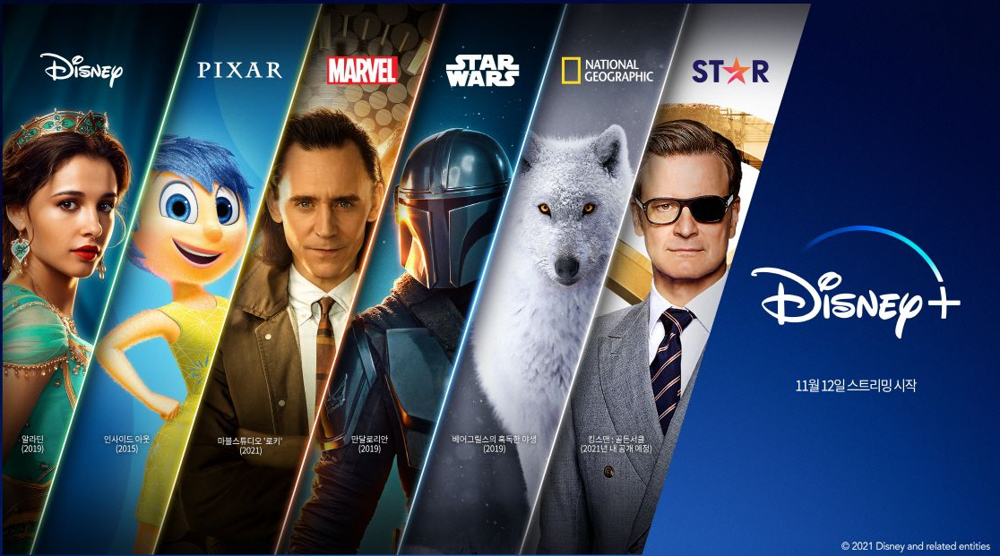 DISNEY
PIXAR
MARVEL
STAR
WARS
NATIONAL
GEOGRAPHIC
STAR
DISNEY+
11월 12일 스트리밍 시작
알라딘
(2019)
인사이드 아웃
(2015)
마블스튜디오 '로키'
(2021)
만달로리안
(2019)
베어그릴스의 혹독한 야생
(2019)
킹스맨 : 골든서클
(2021년 내 공개 예정)
© 2021 Disney and related entities